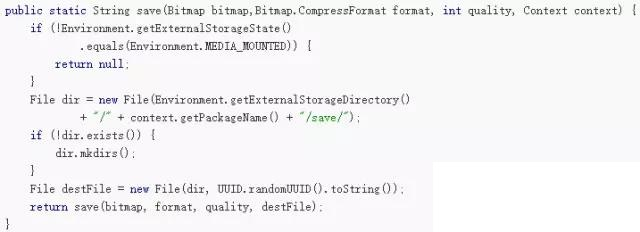 public static String save(Bitmap bitmap,Bitmap.CompressFormat format, int quality, Context context) {
    if (!Environment.getExternalStorageState()
            .equals(Environment.MEDIA_MOUNTED)) {
        return null;
    }
    File dir = new File(Environment.getExternalStorageDirectory()
            + "/" + context.getPackageName() + "/save/");
    if (!dir.exists()) {
        dir.mkdirs();
    }
    File destFile = new File(dir, UUID.randomUUID().toString());
    return save(bitmap, format, quality, destFile);
}